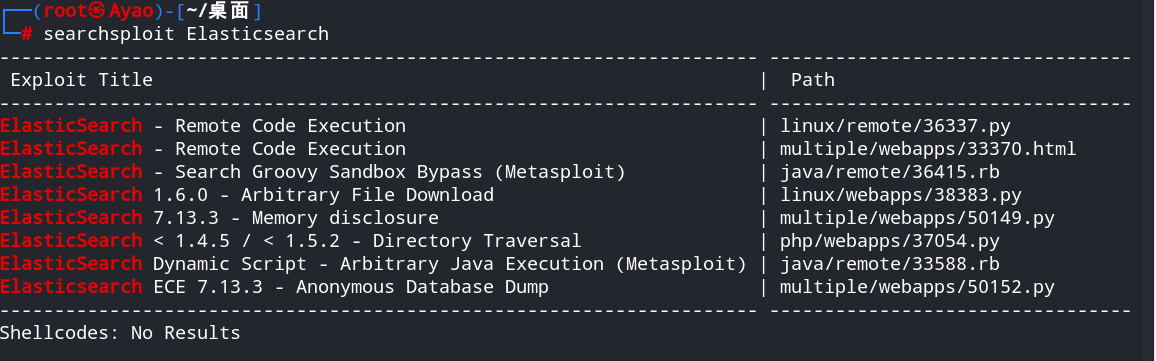 ┌──(root㉿Ayao)-[~/桌面]
└─# searchsploit Elasticsearch
---------------------------------------------------------------- ---------------------------------
 Exploit Title                                                  |  Path
---------------------------------------------------------------- ---------------------------------
ElasticSearch - Remote Code Execution                           | linux/remote/36337.py
ElasticSearch - Remote Code Execution                           | multiple/webapps/33370.html
ElasticSearch - Search Groovy Sandbox Bypass (Metasploit)       | java/remote/36415.rb
ElasticSearch 1.6.0 - Arbitrary File Download                   | linux/webapps/38383.py
ElasticSearch 7.13.3 - Memory disclosure                        | multiple/webapps/50149.py
ElasticSearch < 1.4.5 / < 1.5.2 - Directory Traversal           | php/webapps/37054.py
ElasticSearch Dynamic Script - Arbitrary Java Execution (Metasploit) | java/remote/33588.rb
Elasticsearch ECE 7.13.3 - Anonymous Database Dump              | multiple/webapps/50152.py
---------------------------------------------------------------- ---------------------------------
Shellcodes: No Results